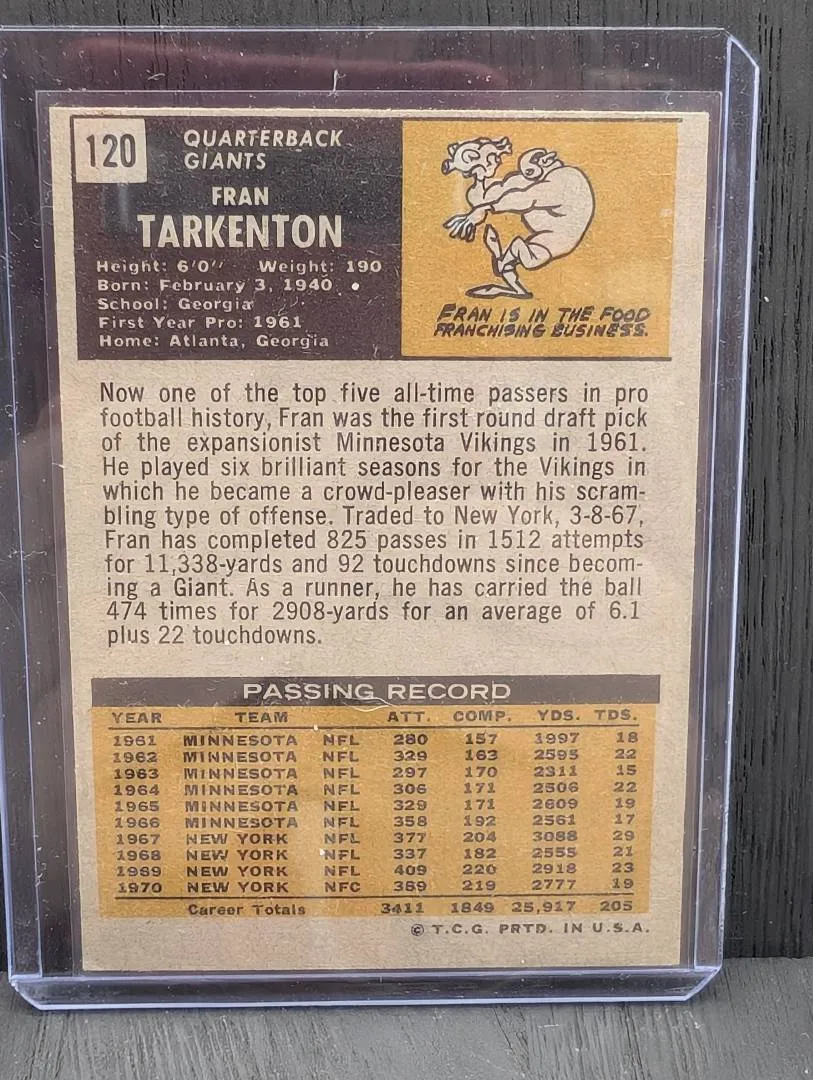 120
QUARTERBACK
GIANTS
FRAN
TARKENTON
Height: 6'0" Weight: 190
Born: February 3, 1940
School: Georgia
First Year Pro: 1961
Home: Atlanta, Georgia
FRAN IS IN THE FOOD
FRANCHISING BUSINESS.
Now one of the top five all-time passers in pro
football history, Fran was the first round draft pick
of the expansionist Minnesota Vikings in 1961.
He played six brilliant seasons for the Vikings in
which he became a crowd-pleaser with his scram-
bling type of offense. Traded to New York, 3-8-67,
Fran has completed 825 passes in 1512 attempts
for 11,338-yards and 92 touchdowns since becom-
ing a Giant. As a runner, he has carried the ball
474 times for 2908-yards for an average of 6.1
plus 22 touchdowns.
PASSING RECORD
YEAR TEAM ATT. COMP. YDS. TDS.
1961 MINNESOTA NFL 280 157 1997 18
1962 MINNESOTA NFL 329 163 2595 22
1963 MINNESOTA NFL 297 170 2311 15
1964 MINNESOTA NFL 306 171 2506 22
1965 MINNESOTA NFL 329 171 2609 19
1966 MINNESOTA NFL 358 192 2561 17
1967 NEW YORK NFL 377 204 3088 29
1968 NEW YORK NFL 337 182 2555 21
1969 NEW YORK NFL 409 220 2918 23
1970 NEW YORK NFC 389 219 2777 19
Career Totals 3411 1849 25,917 205
© T.C.G. PRTD. IN U.S.A.